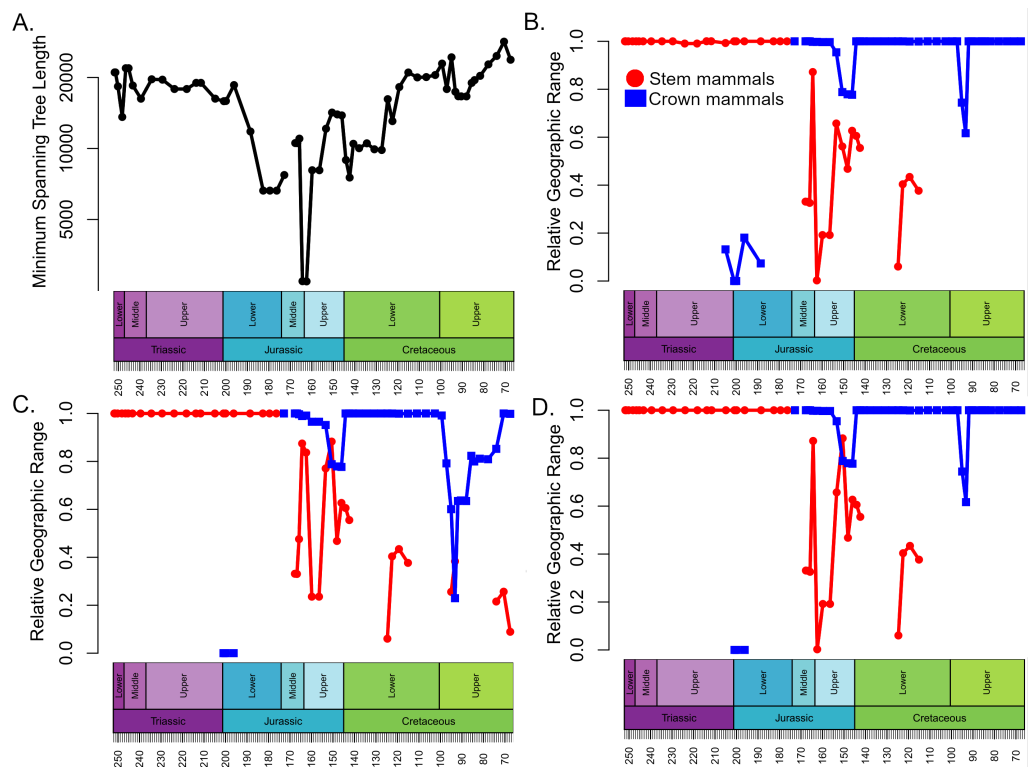 A.
Minimum Spanning Tree Length
20000
10000
5000
Lower
Middle
Upper
Lower
Middle
Upper
Lower
Upper
Triassic
Jurassic
Cretaceous
250 240 230 220 210 200 190 180 170 160 150 140 130 120 110 100 90 80 70
B.
Relative Geographic Range
1.0
0.8
0.6
0.4
0.2
0.0
Stem mammals
Crown mammals
Lower
Middle
Upper
Lower
Middle
Upper
Lower
Upper
Triassic
Jurassic
Cretaceous
250 240 230 220 210 200 190 180 170 160 150 140 130 120 110 100 90 80 70
C.
Relative Geographic Range
1.0
0.8
0.6
0.4
0.2
0.0
Lower
Middle
Upper
Lower
Middle
Upper
Lower
Upper
Triassic
Jurassic
Cretaceous
250 240 230 220 210 200 190 180 170 160 150 140 130 120 110 100 90 80 70
D.
Relative Geographic Range
1.0
0.8
0.6
0.4
0.2
0.0
Lower
Middle
Upper
Lower
Middle
Upper
Lower
Upper
Triassic
Jurassic
Cretaceous
250 240 230 220 210 200 190 180 170 160 150 140 130 120 110 100 90 80 70